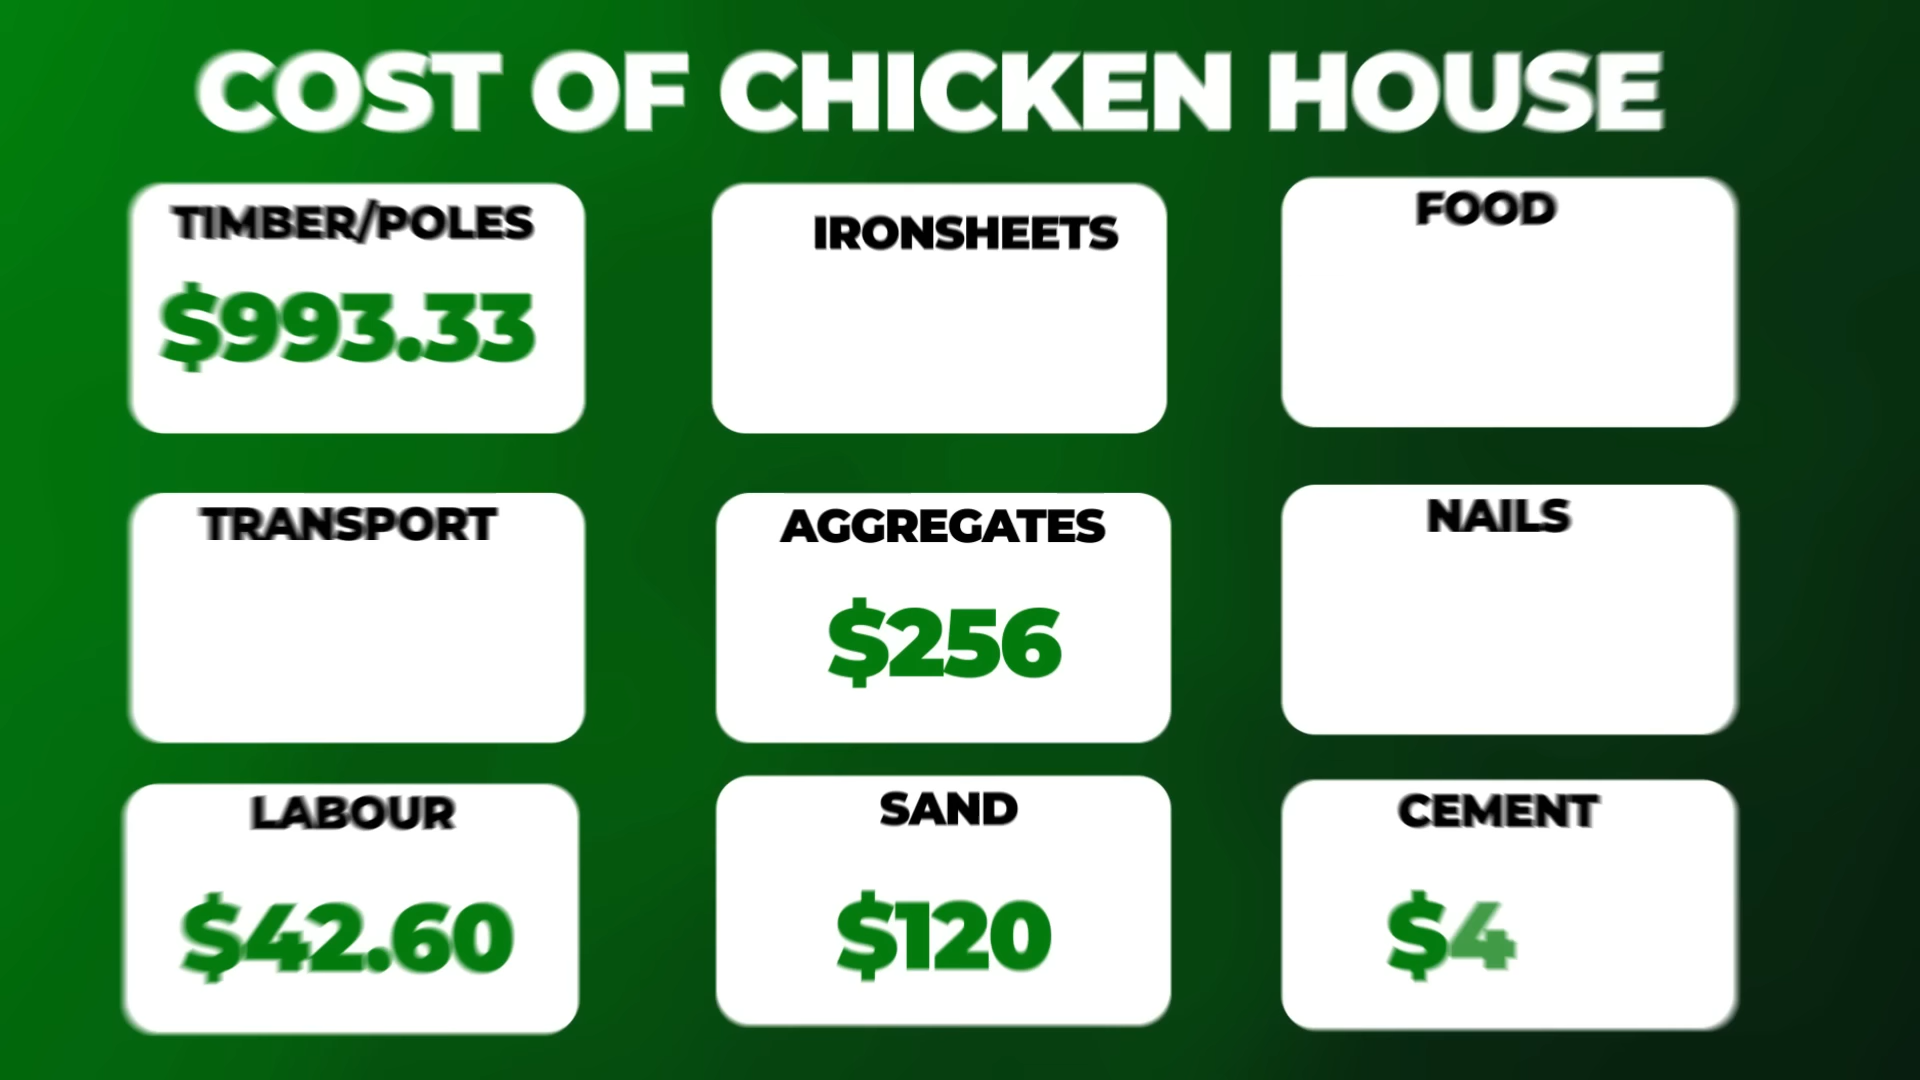 COST OF CHICKEN HOUSE
TIMBER/POLES
$993.33
IRONSHEETS
FOOD
TRANSPORT
AGGREGATES
$256
NAILS
LABOUR
$42.60
SAND
$120
CEMENT
$4